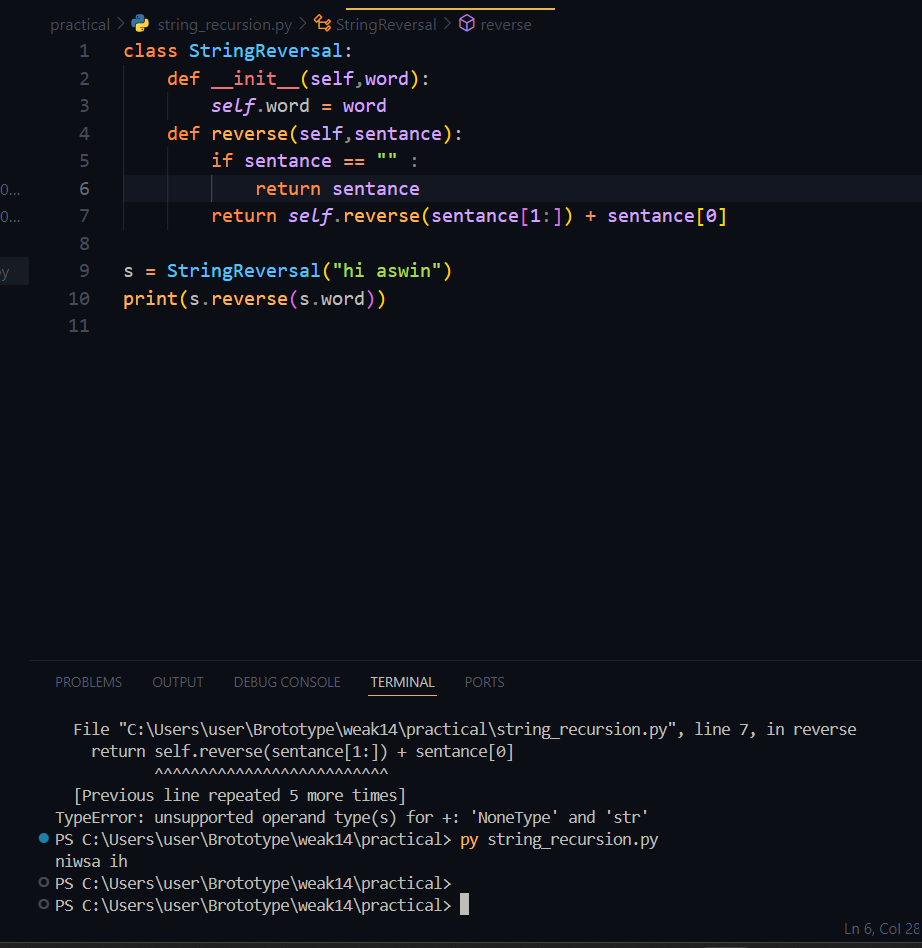 practical > string_recursion.py > StringReversal > reverse
1 class StringReversal:
2     def __init__(self,word):
3         self.word = word
4     def reverse(self,sentance):
5         if sentance == "" :
0... 6             return sentance
0... 7         return self.reverse(sentance[1:]) + sentance[0]
8
py 9 s = StringReversal("hi aswin")
10 print(s.reverse(s.word))
11
PROBLEMS OUTPUT DEBUG CONSOLE TERMINAL PORTS
  File "C:\Users\user\Brototype\weak14\practical\string_recursion.py", line 7, in reverse
    return self.reverse(sentance[1:]) + sentance[0]
           ^^^^^^^^^^^^^^^^^^^^^^^^^^
  [Previous line repeated 5 more times]
TypeError: unsupported operand type(s) for +: 'NoneType' and 'str'
PS C:\Users\user\Brototype\weak14\practical> py string_recursion.py
niwsa ih
PS C:\Users\user\Brototype\weak14\practical>
PS C:\Users\user\Brototype\weak14\practical>
Ln 6, Col 28